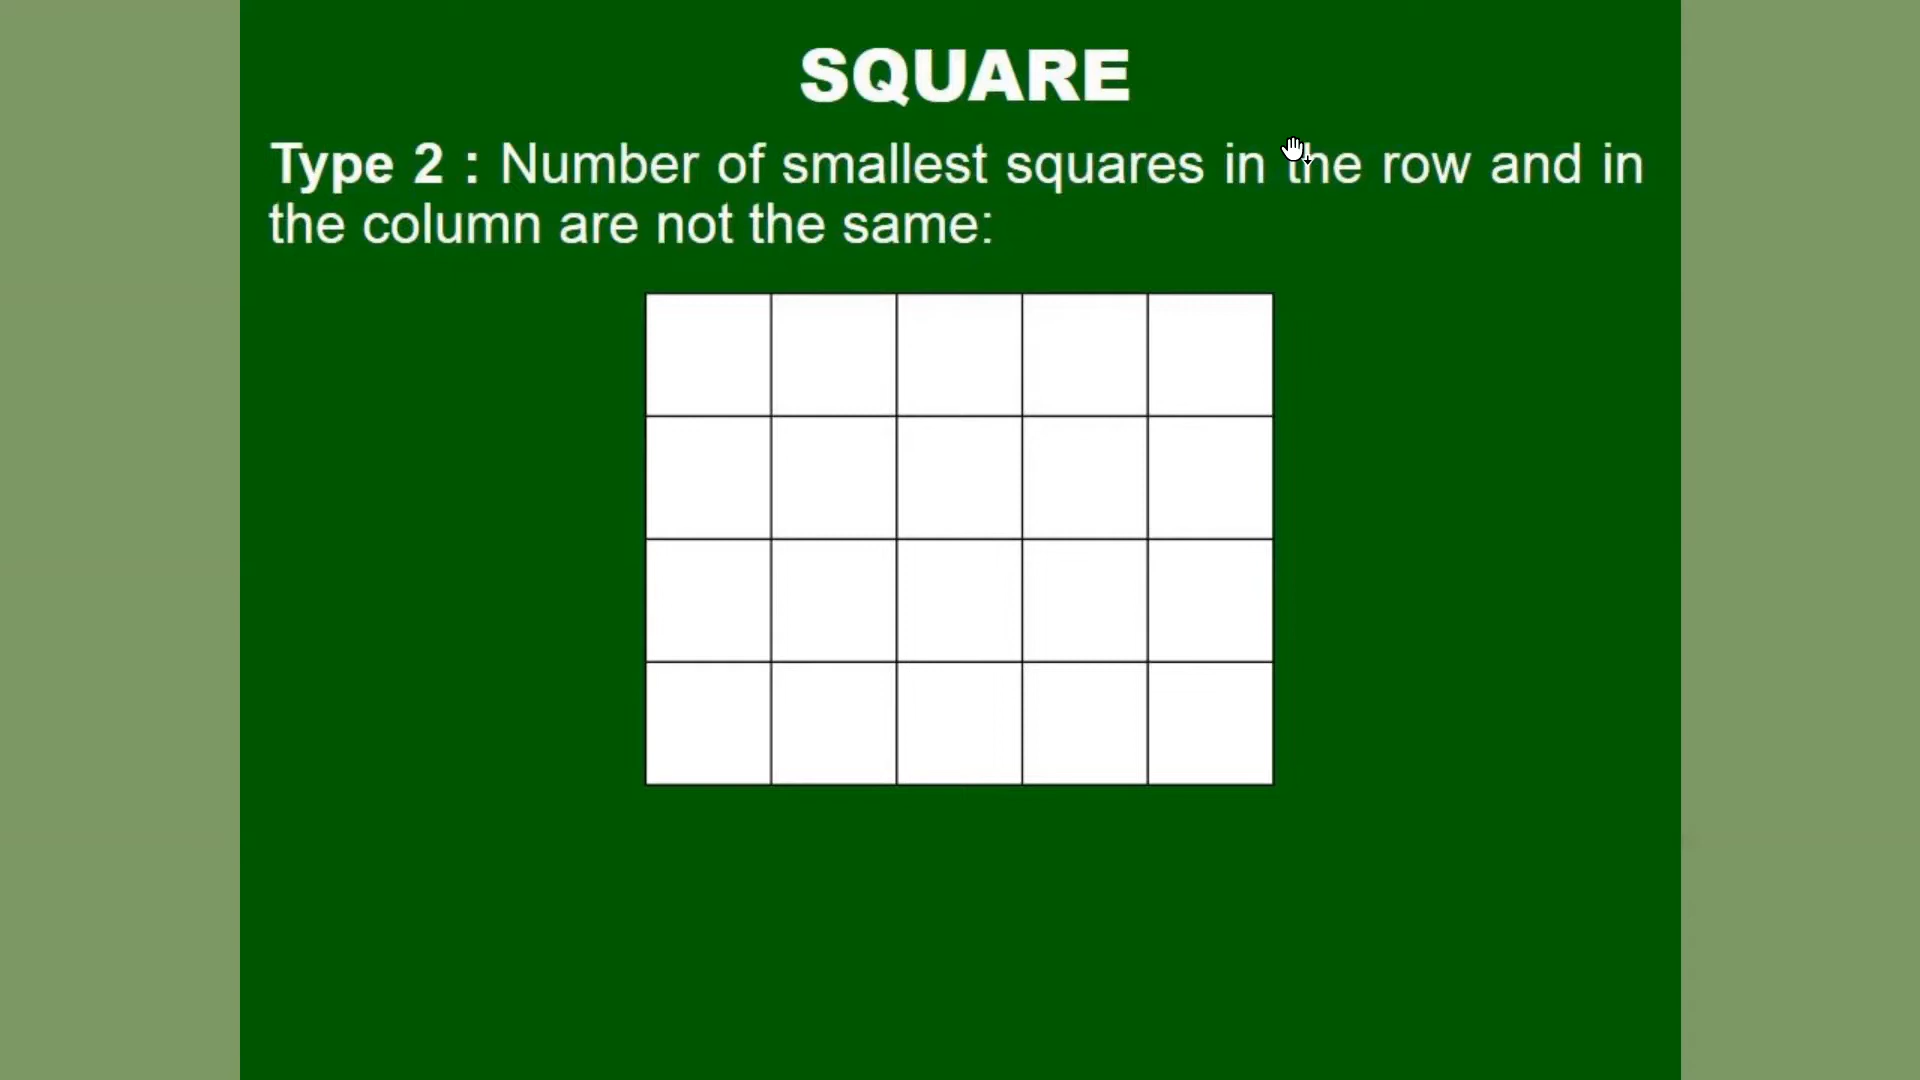 SQUARE
Type 2 : Number of smallest squares in the row and in
the column are not the same: